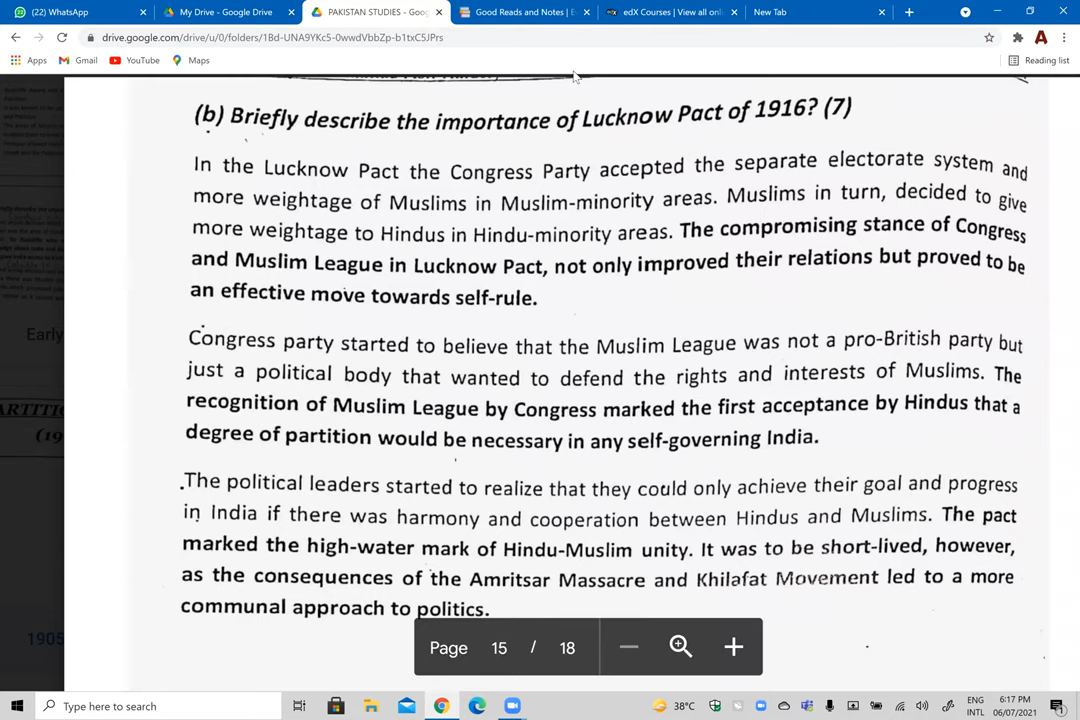 (22) WhatsApp
My Drive - Google Drive
PAKISTAN STUDIES - Goog
Good Reads and Notes | E
edX Courses | View all onl
New Tab
drive.google.com/drive/u/0/folders/1Bd-UNA9YKc5-0wwdVbbZp-b1txC5JPrs
Apps
Gmail
YouTube
Maps
Reading list
(b) Briefly describe the importance of Lucknow Pact of 1916? (7)
In the Lucknow Pact the Congress Party accepted the separate electorate system and
more weightage of Muslims in Muslim-minority areas. Muslims in turn, decided to give
more weightage to Hindus in Hindu-minority areas. The compromising stance of Congress
and Muslim League in Lucknow Pact, not only improved their relations but proved to be
an effective move towards self-rule.
Congress party started to believe that the Muslim League was not a pro-British party but
just a political body that wanted to defend the rights and interests of Muslims. The
recognition of Muslim League by Congress marked the first acceptance by Hindus that a
degree of partition would be necessary in any self-governing India.
The political leaders started to realize that they could only achieve their goal and progress
in India if there was harmony and cooperation between Hindus and Muslims. The pact
marked the high-water mark of Hindu-Muslim unity. It was to be short-lived, however,
as the consequences of the Amritsar Massacre and Khilafat Movement led to a more
communal approach to politics.
Early
ARTITIO
(19
1905
Page 15 / 18
Type here to search
38°C
ENG
INTL
6:17 PM
06/07/2021